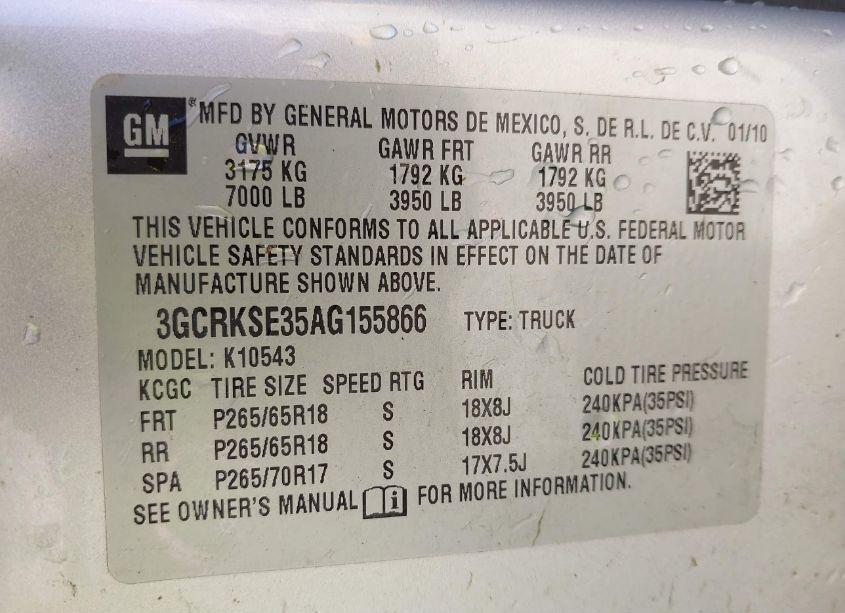 GM ® MFD BY GENERAL MOTORS DE MEXICO, S. DE R.L. DE C.V. 01/10
GVWR GAWR FRT GAWR RR
3175 KG 1792 KG 1792 KG
7000 LB 3950 LB 3950 LB
THIS VEHICLE CONFORMS TO ALL APPLICABLE U.S. FEDERAL MOTOR
VEHICLE SAFETY STANDARDS IN EFFECT ON THE DATE OF
MANUFACTURE SHOWN ABOVE.
3GCRKSE35AG155866 TYPE: TRUCK
MODEL: K10543
KCGC TIRE SIZE SPEED RTG RIM COLD TIRE PRESSURE
FRT P265/65R18 S 18X8J 240KPA(35PSI)
RR P265/65R18 S 18X8J 240KPA(35PSI)
SPA P265/70R17 S 17X7.5J 240KPA(35PSI)
SEE OWNER'S MANUAL i FOR MORE INFORMATION.